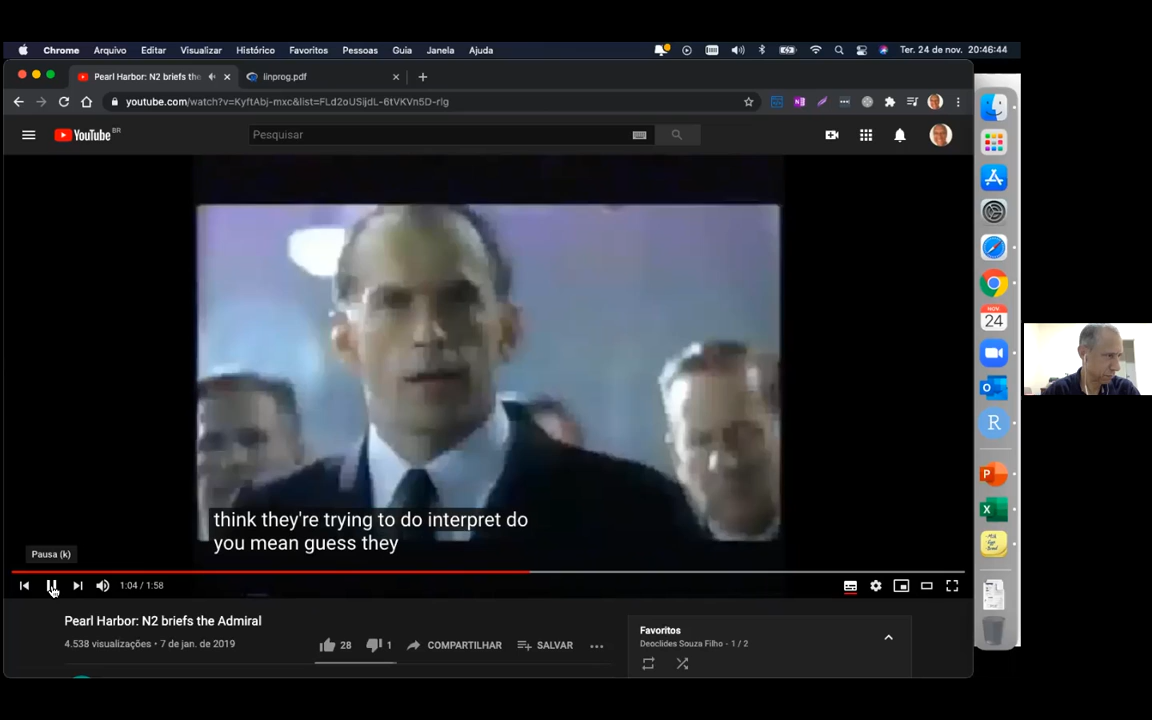 Chrome Arquivo Editar Visualizar Histórico Favoritos Pessoas Guia Janela Ajuda Ter. 24 de nov. 20:46:44
Pearl Harbor: N2 briefs the linprog.pdf
youtube.com/watch?v=KyftAbj-mxc&list=FLd2oUSijdL-6tVKVn5D-rIg
YouTube BR Pesquisar
think they're trying to do interpret do
you mean guess they
Pausa (k)
1:04 / 1:58
Pearl Harbor: N2 briefs the Admiral
4.538 visualizações • 7 de jan. de 2019
28 1 COMPARTILHAR SALVAR
Favoritos
Deoclides Souza Filho - 1 / 2
NOV.
24
R
P
X